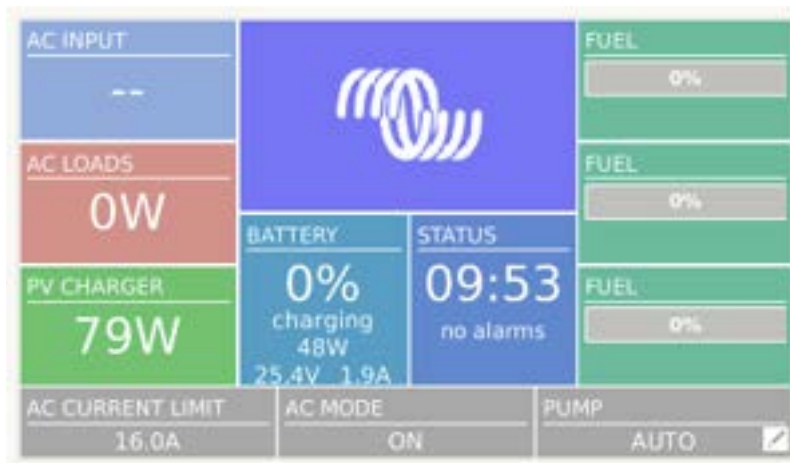 AC INPUT
--
AC LOADS
0W
PV CHARGER
79W
BATTERY
0%
charging
48W
25.4V 1.9A
STATUS
09:53
no alarms
FUEL
0%
FUEL
0%
FUEL
0%
AC CURRENT LIMIT
16.0A
AC MODE
ON
PUMP
AUTO